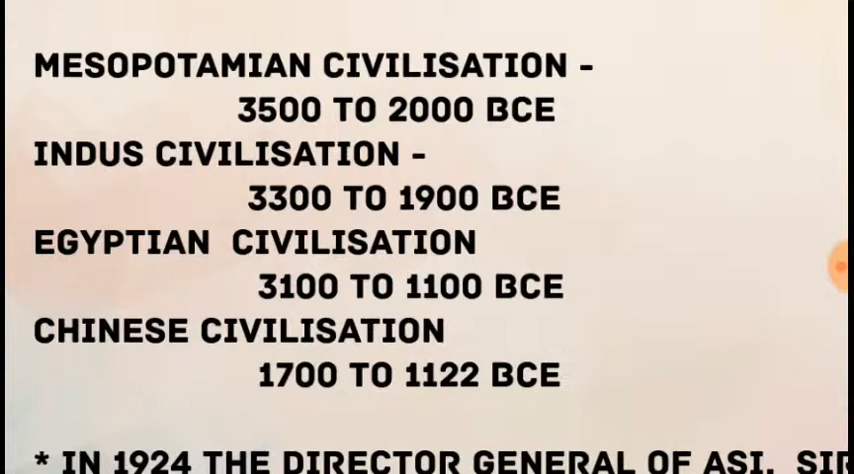 MESOPOTAMIAN CIVILISATION -
3500 TO 2000 BCE
INDUS CIVILISATION -
3300 TO 1900 BCE
EGYPTIAN CIVILISATION
3100 TO 1100 BCE
CHINESE CIVILISATION
1700 TO 1122 BCE
* IN 1924 THE DIRECTOR GENERAL OF ASI,